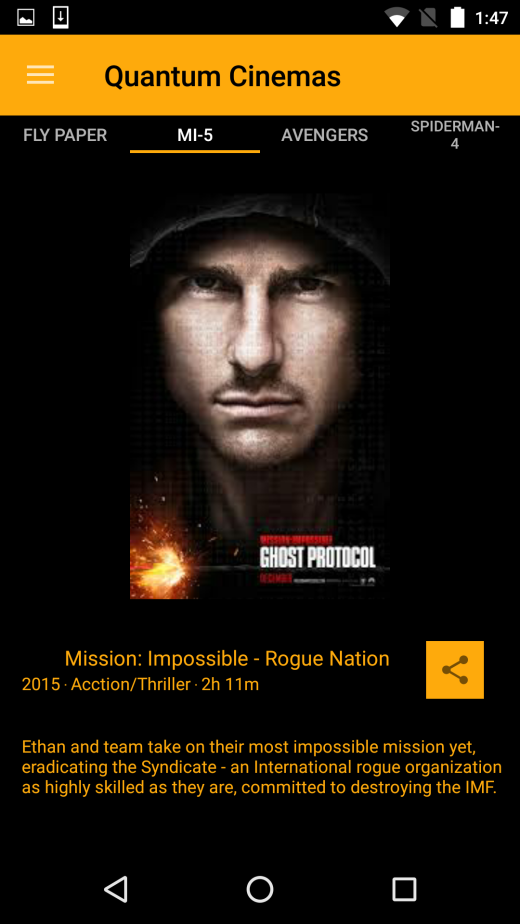 1:47
Quantum Cinemas
FLY PAPER
MI-5
AVENGERS
SPIDERMAN-
4
MISSION: IMPOSSIBLE
GHOST PROTOCOL
DECEMBER
Mission: Impossible - Rogue Nation
2015 · Acction/Thriller · 2h 11m
Ethan and team take on their most impossible mission yet,
eradicating the Syndicate - an International rogue organization
as highly skilled as they are, committed to destroying the IMF.